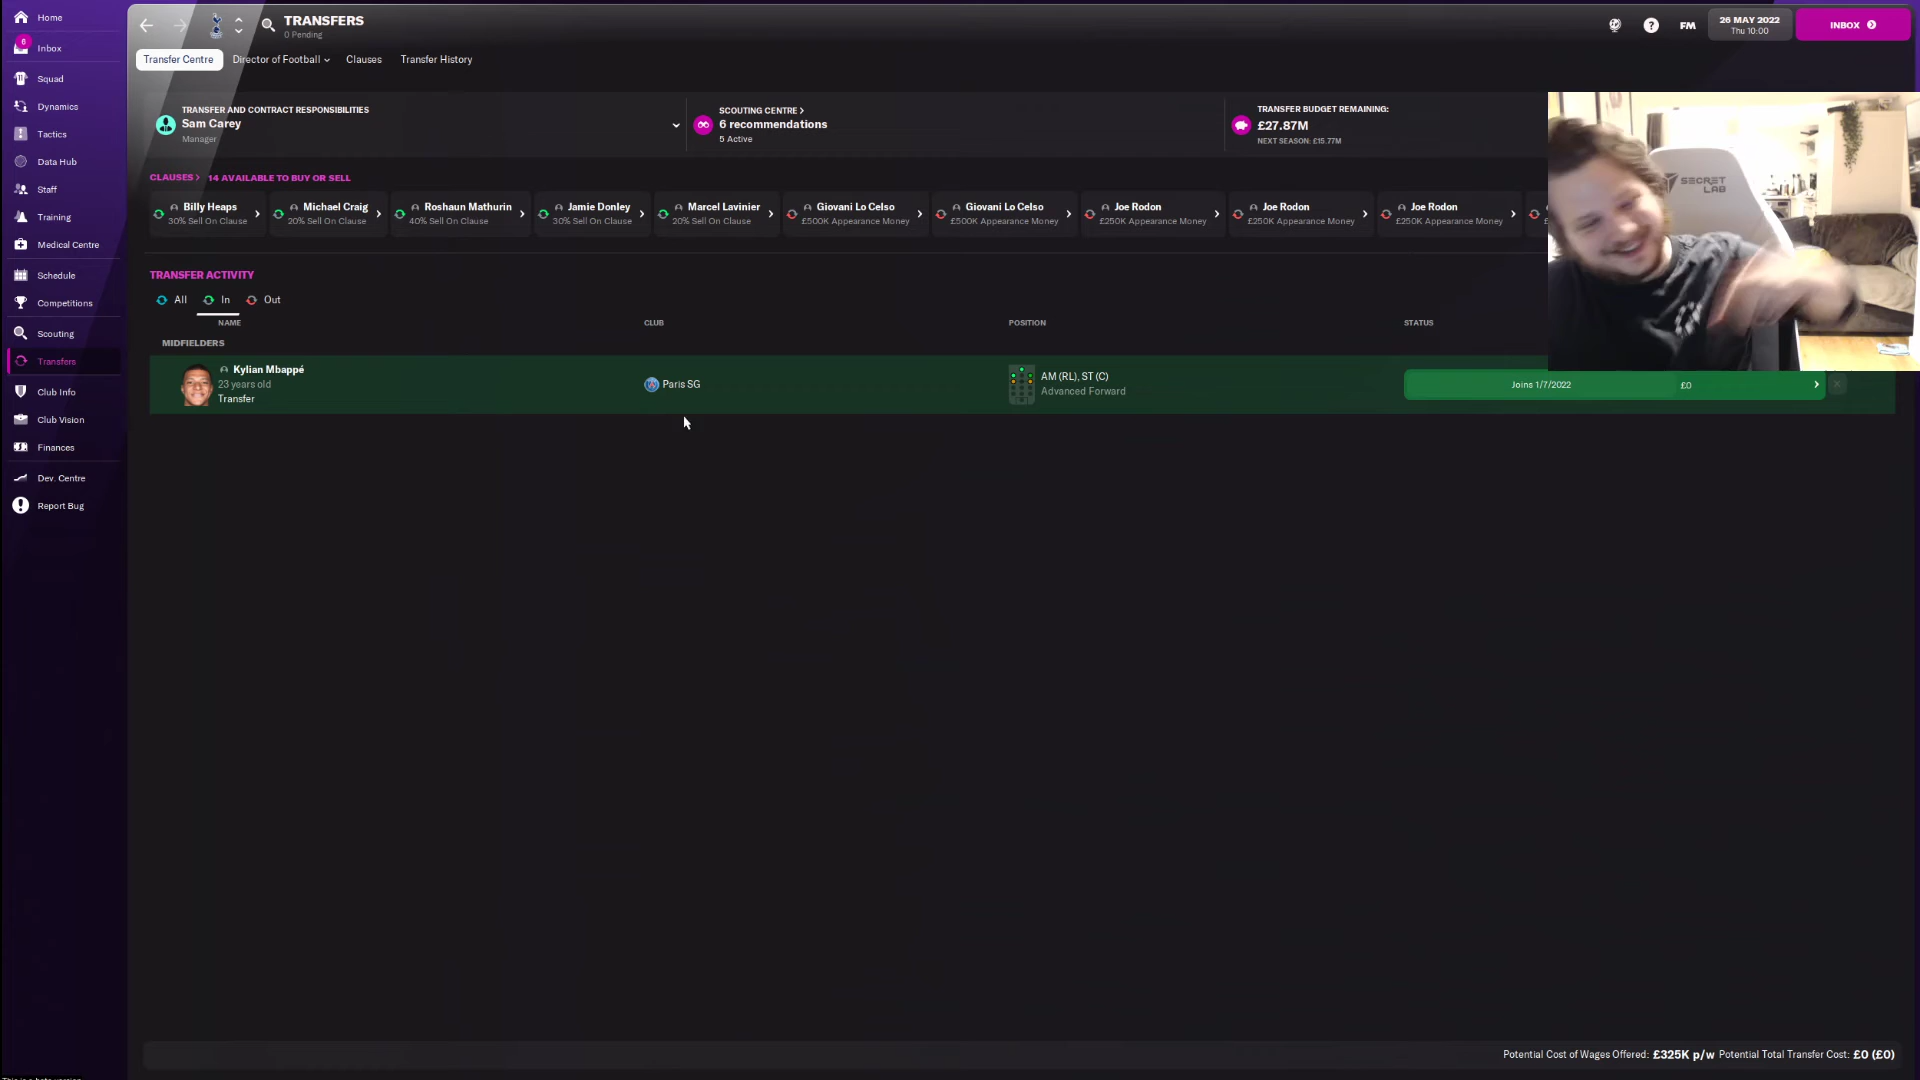 Home
TRANSFERS
0 Pending
FM
26 MAY 2022
Thu 10:00
INBOX
6
Inbox
Squad
Dynamics
Tactics
Data Hub
Staff
Training
Medical Centre
Schedule
Competitions
Scouting
Transfers
Club Info
Club Vision
Finances
Dev. Centre
Report Bug
Transfer Centre
Director of Football
Clauses
Transfer History
TRANSFER AND CONTRACT RESPONSIBILITIES
Sam Carey
Manager
SCOUTING CENTRE >
6 recommendations
5 Active
TRANSFER BUDGET REMAINING:
£27.87M
NEXT SEASON: £15.77M
CLAUSES > 14 AVAILABLE TO BUY OR SELL
Billy Heaps
30% Sell On Clause
Michael Craig
20% Sell On Clause
Roshaun Mathurin
40% Sell On Clause
Jamie Donley
30% Sell On Clause
Marcel Lavinier
20% Sell On Clause
Giovani Lo Celso
£500K Appearance Money
Giovani Lo Celso
£500K Appearance Money
Joe Rodon
£250K Appearance Money
Joe Rodon
£250K Appearance Money
Joe Rodon
£250K Appearance Money
SECRET
LAB
TRANSFER ACTIVITY
All
In
Out
NAME
CLUB
POSITION
STATUS
MIDFIELDERS
Kylian Mbappé
23 years old
Transfer
Paris SG
AM (RL), ST (C)
Advanced Forward
Joins 1/7/2022
£0
Potential Cost of Wages Offered: £325K p/w Potential Total Transfer Cost: £0 (£0)